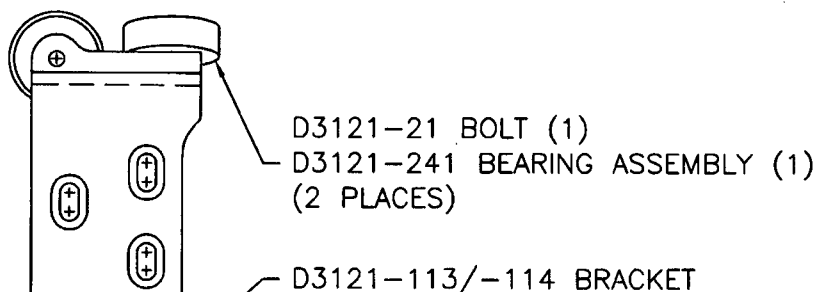 D3121-21 BOLT (1)
D3121-241 BEARING ASSEMBLY (1)
(2 PLACES)
D3121-113/-114 BRACKET